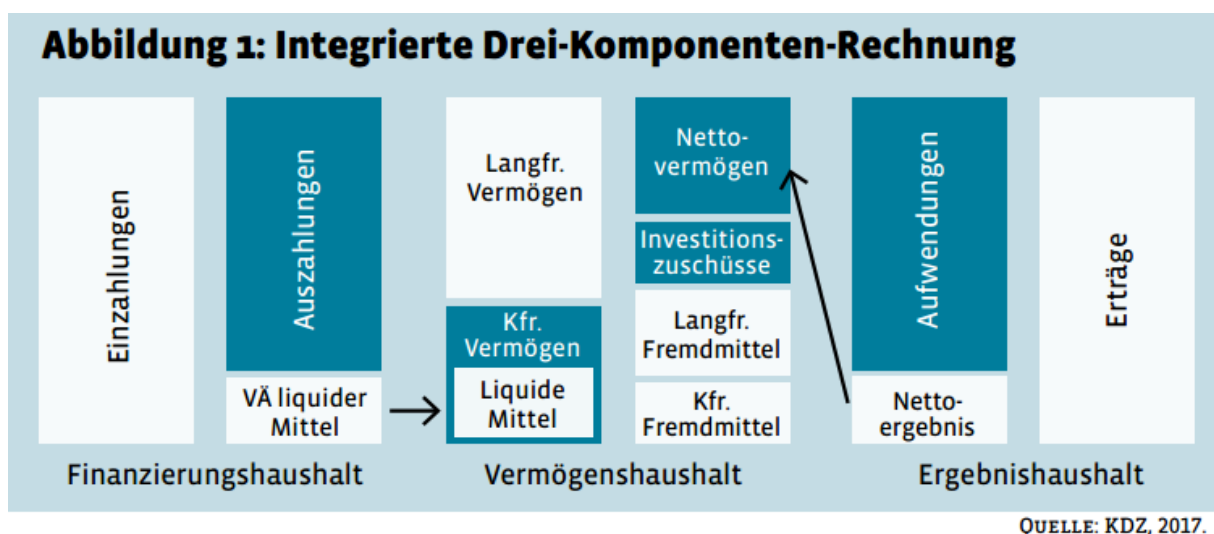 Abbildung 1: Integrierte Drei-Komponenten-Rechnung
Einzahlungen
Auszahlungen
VÄ liquider
Mittel
Langfr.
Vermögen
Kfr.
Vermögen
Liquide
Mittel
Netto-
vermögen
Investitions-
zuschüsse
Langfr.
Fremdmittel
Kfr.
Fremdmittel
Aufwendungen
Netto-
ergebnis
Erträge
Finanzierungshaushalt
Vermögenshaushalt
Ergebnishaushalt
QUELLE: KDZ, 2017.